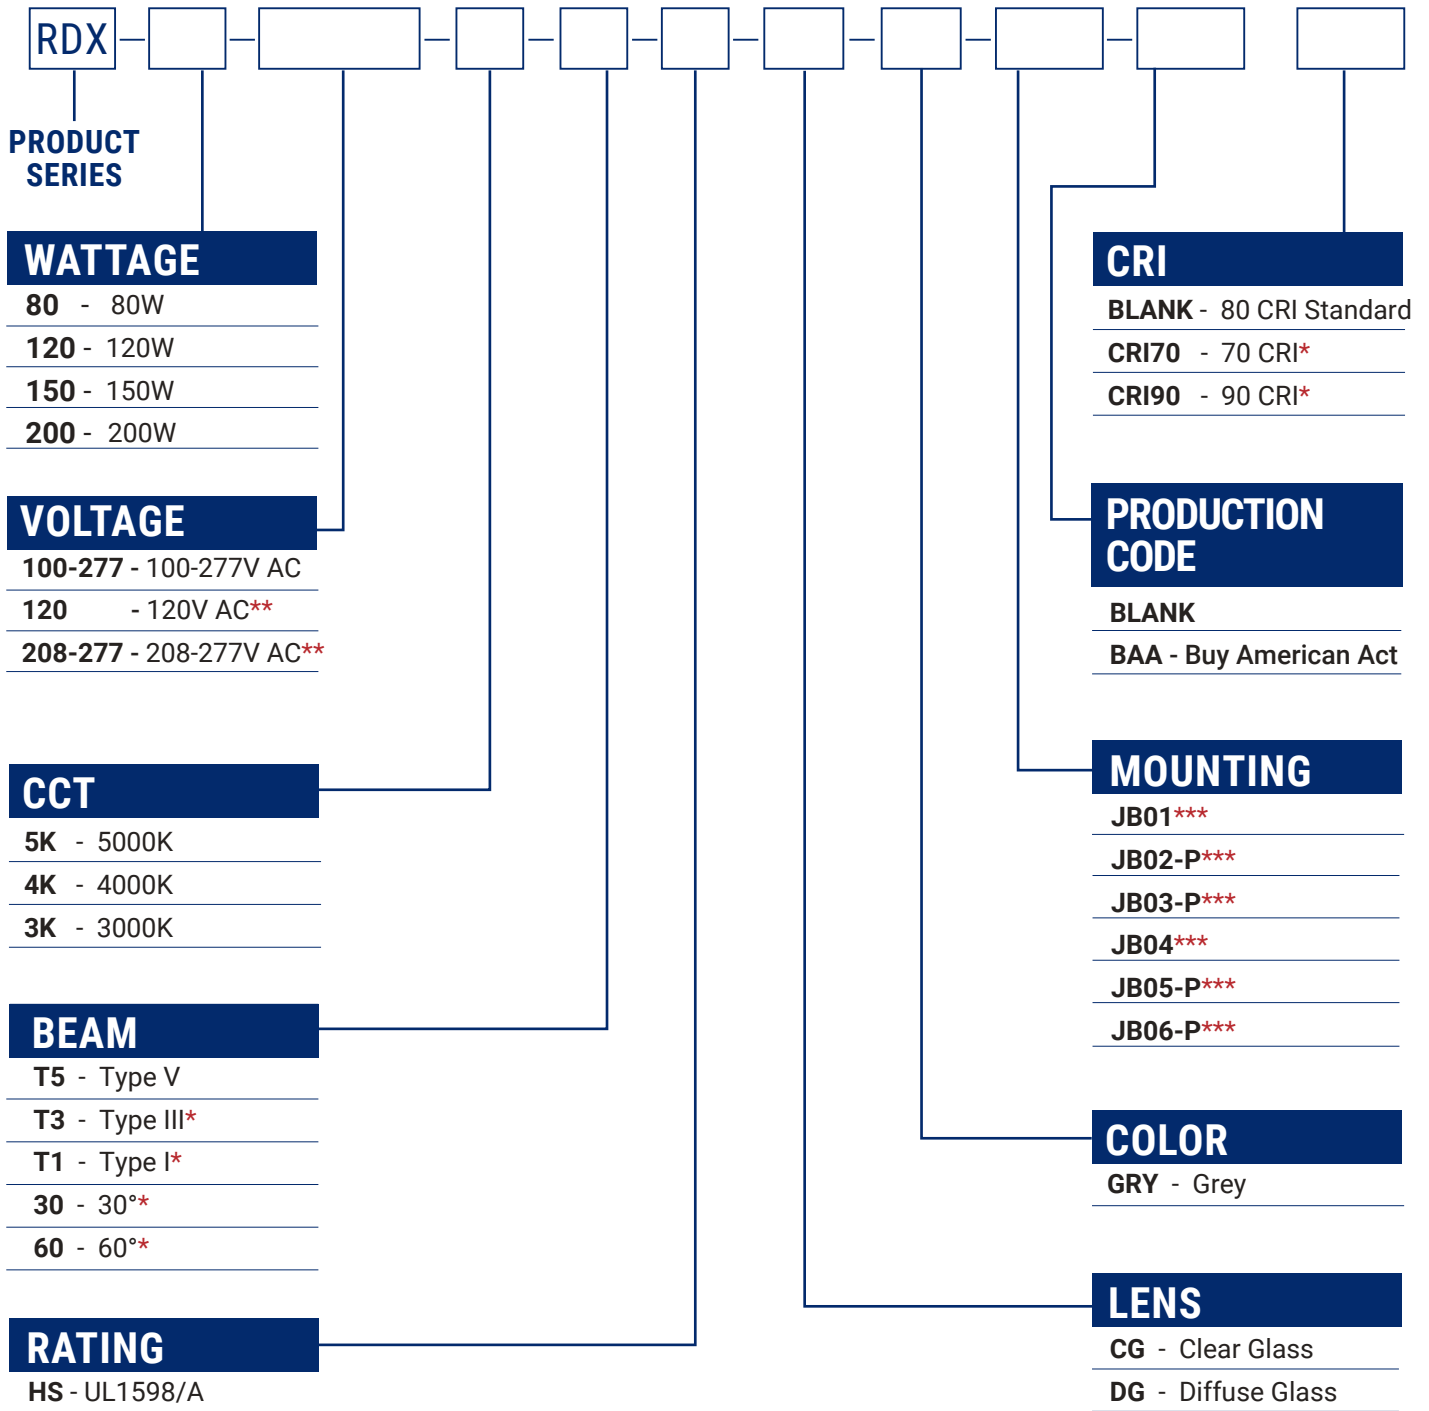 RDX
PRODUCT
SERIES
WATTAGE
80 - 80W
120 - 120W
150 - 150W
200 - 200W
VOLTAGE
100-277 - 100-277V AC
120 - 120V AC**
208-277 - 208-277V AC**
CCT
5K - 5000K
4K - 4000K
3K - 3000K
BEAM
T5 - Type V
T3 - Type III*
T1 - Type I*
30 - 30°*
60 - 60°*
RATING
HS - UL1598/A
CRI
BLANK - 80 CRI Standard
CRI70 - 70 CRI*
CRI90 - 90 CRI*
PRODUCTION
CODE
BLANK
BAA - Buy American Act
MOUNTING
JB01***
JB02-P***
JB03-P***
JB04***
JB05-P***
JB06-P***
COLOR
GRY - Grey
LENS
CG - Clear Glass
DG - Diffuse Glass